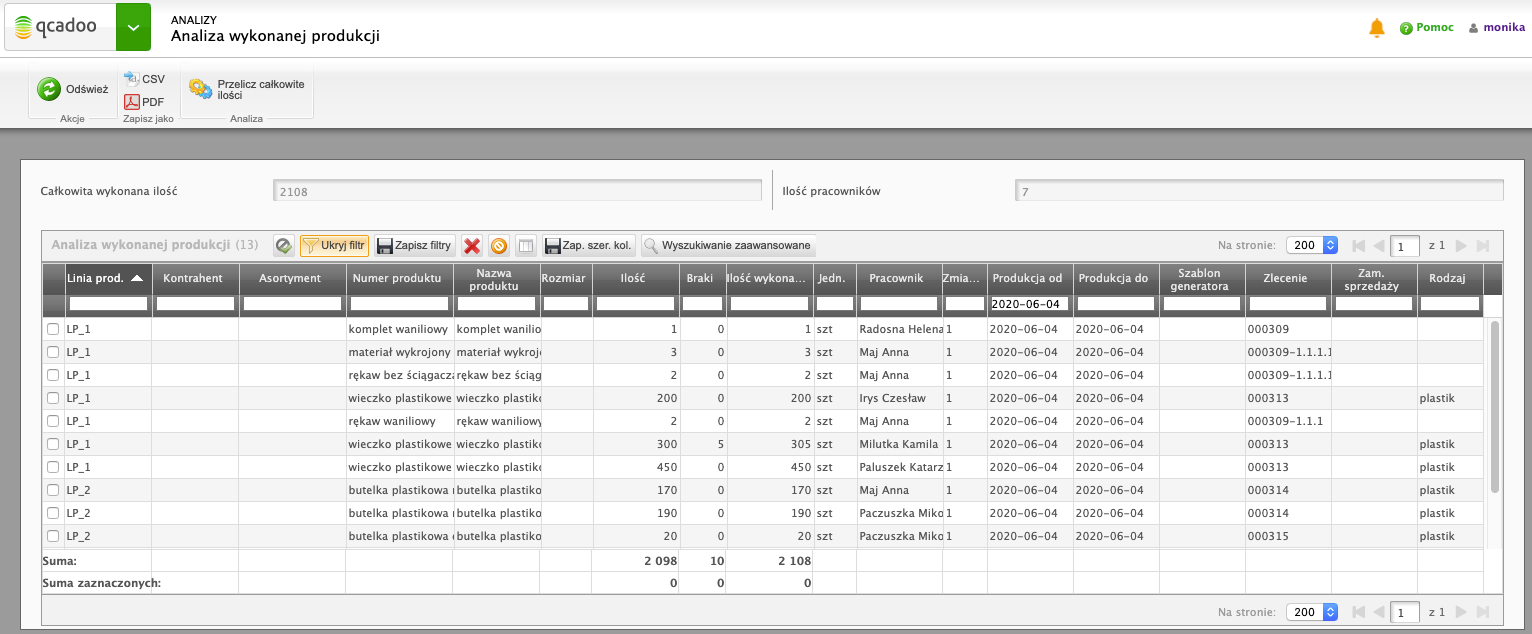 qcadoo
ANALIZY
Analiza wykonanej produkcji
Pomoc monika
Odśwież CSV PDF Przelicz całkowite ilości
Akcje Zapisz jako Analiza
Całkowita wykonana ilość 2108 Ilość pracowników 7
Analiza wykonanej produkcji (13) Ukryj filtr Zapisz filtry Zap. szer. kol. Wyszukiwanie zaawansowane Na stronie: 200 1 z 1
Linia prod. Kontrahent Asortyment Numer produktu Nazwa produktu Rozmiar Ilość Braki Ilość wykona... Jedn. Pracownik Zmia... Produkcja od Produkcja do Szablon generatora Zlecenie Zam. sprzedaży Rodzaj
2020-06-04
LP_1 komplet waniliowy komplet wanilio 1 0 1 szt Radosna Helena 1 2020-06-04 2020-06-04 000309
LP_1 materiał wykrojony materiał wykroj 3 0 3 szt Maj Anna 1 2020-06-04 2020-06-04 000309-1.1.1.1
LP_1 rękaw bez ściągacz rękaw bez ściąg 2 0 2 szt Maj Anna 1 2020-06-04 2020-06-04 000309-1.1.1.1
LP_1 wieczko plastikowe wieczko plastik 200 0 200 szt Irys Czesław 1 2020-06-04 2020-06-04 000313 plastik
LP_1 rękaw waniliowy rękaw waniliowy 2 0 2 szt Maj Anna 1 2020-06-04 2020-06-04 000309-1.1.1
LP_1 wieczko plastikowe wieczko plastik 300 5 305 szt Milutka Kamila 1 2020-06-04 2020-06-04 000313 plastik
LP_1 wieczko plastikowe wieczko plastik 450 0 450 szt Paluszek Katarz 1 2020-06-04 2020-06-04 000313 plastik
LP_2 butelka plastikowa butelka plastiko 170 0 170 szt Maj Anna 1 2020-06-04 2020-06-04 000314 plastik
LP_2 butelka plastikowa butelka plastiko 190 0 190 szt Paczuszka Miko 1 2020-06-04 2020-06-04 000314 plastik
LP_2 butelka plastikowa butelka plastiko 20 0 20 szt Paczuszka Miko 1 2020-06-04 2020-06-04 000315 plastik
Suma: 2 098 10 2 108
Suma zaznaczonych: 0 0 0
Na stronie: 200 1 z 1